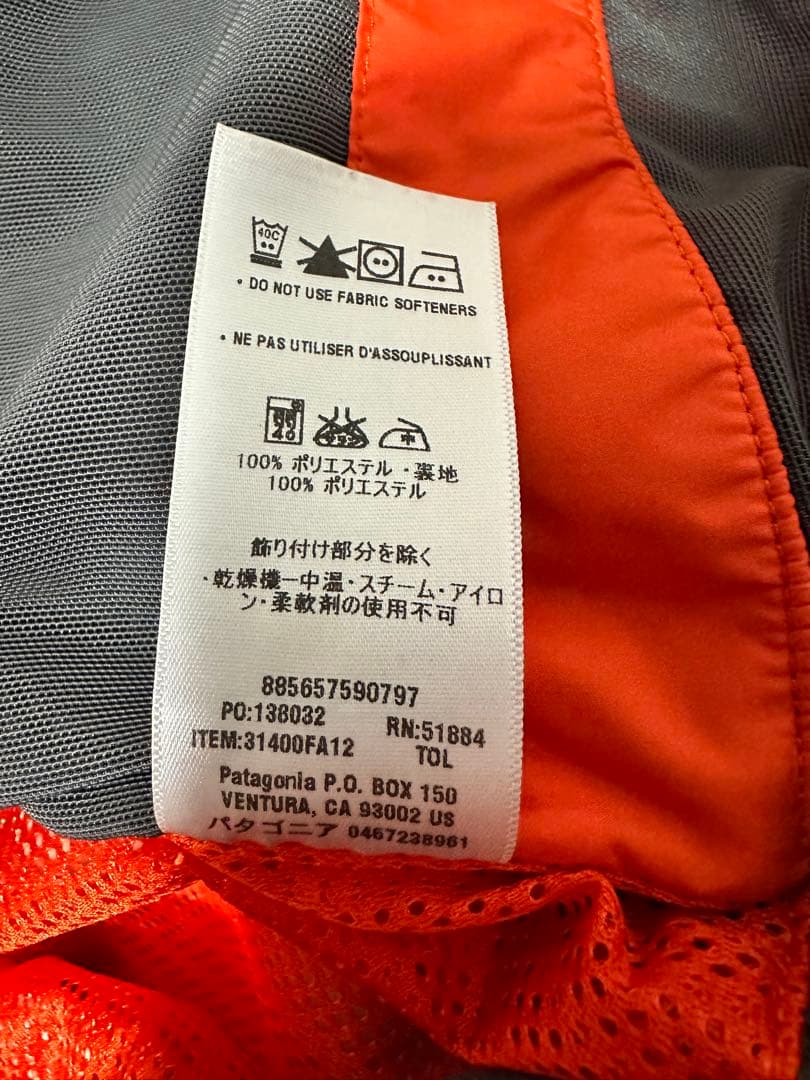 40C
• DO NOT USE FABRIC SOFTENERS
• NE PAS UTILISER D'ASSOUPLISSANT
40
100% ポリエステル・裏地
100% ポリエステル
飾り付け部分を除く
・乾燥機一中温・スチーム・アイロ
ン・柔軟剤の使用不可
885657590797
PO:138032
RN:51884
ITEM:31400FA12
TOL
Patagonia P.O. BOX 150
VENTURA, CA 93002 US
パタゴニア 0467238961